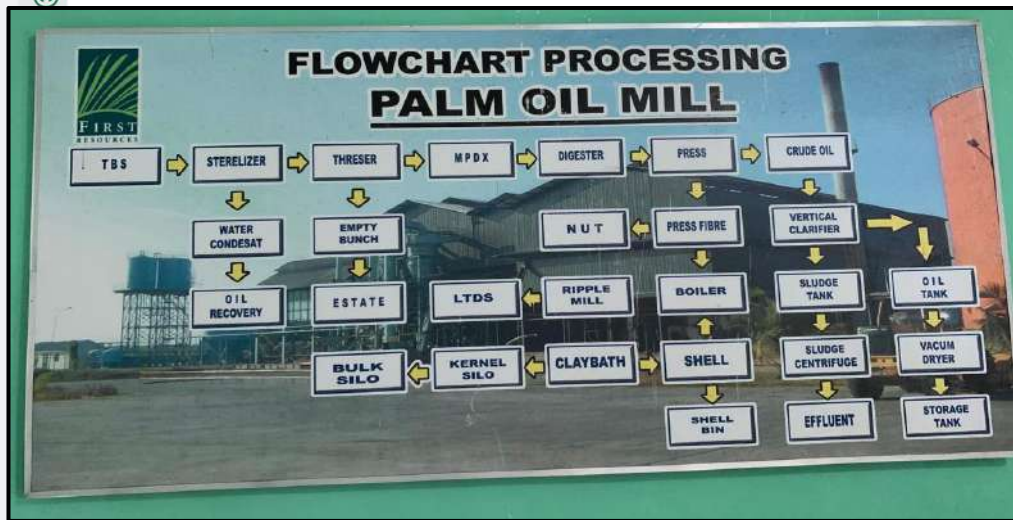 FLOWCHART PROCESSING
PALM OIL MILL
FIRST
RESOURCES
TBS
STERELIZER
THRESER
MPDX
DIGESTER
PRESS
CRUDE OIL
WATER
CONDESAT
EMPTY
BUNCH
NUT
PRESS FIBRE
VERTICAL
CLARIFIER
OIL
RECOVERY
ESTATE
LTDS
RIPPLE
MILL
BOILER
SLUDGE
TANK
OIL
TANK
BULK
SILO
KERNEL
SILO
CLAYBATH
SHELL
SLUDGE
CENTRIFUGE
VACUM
DRYER
SHELL
BIN
EFFLUENT
STORAGE
TANK